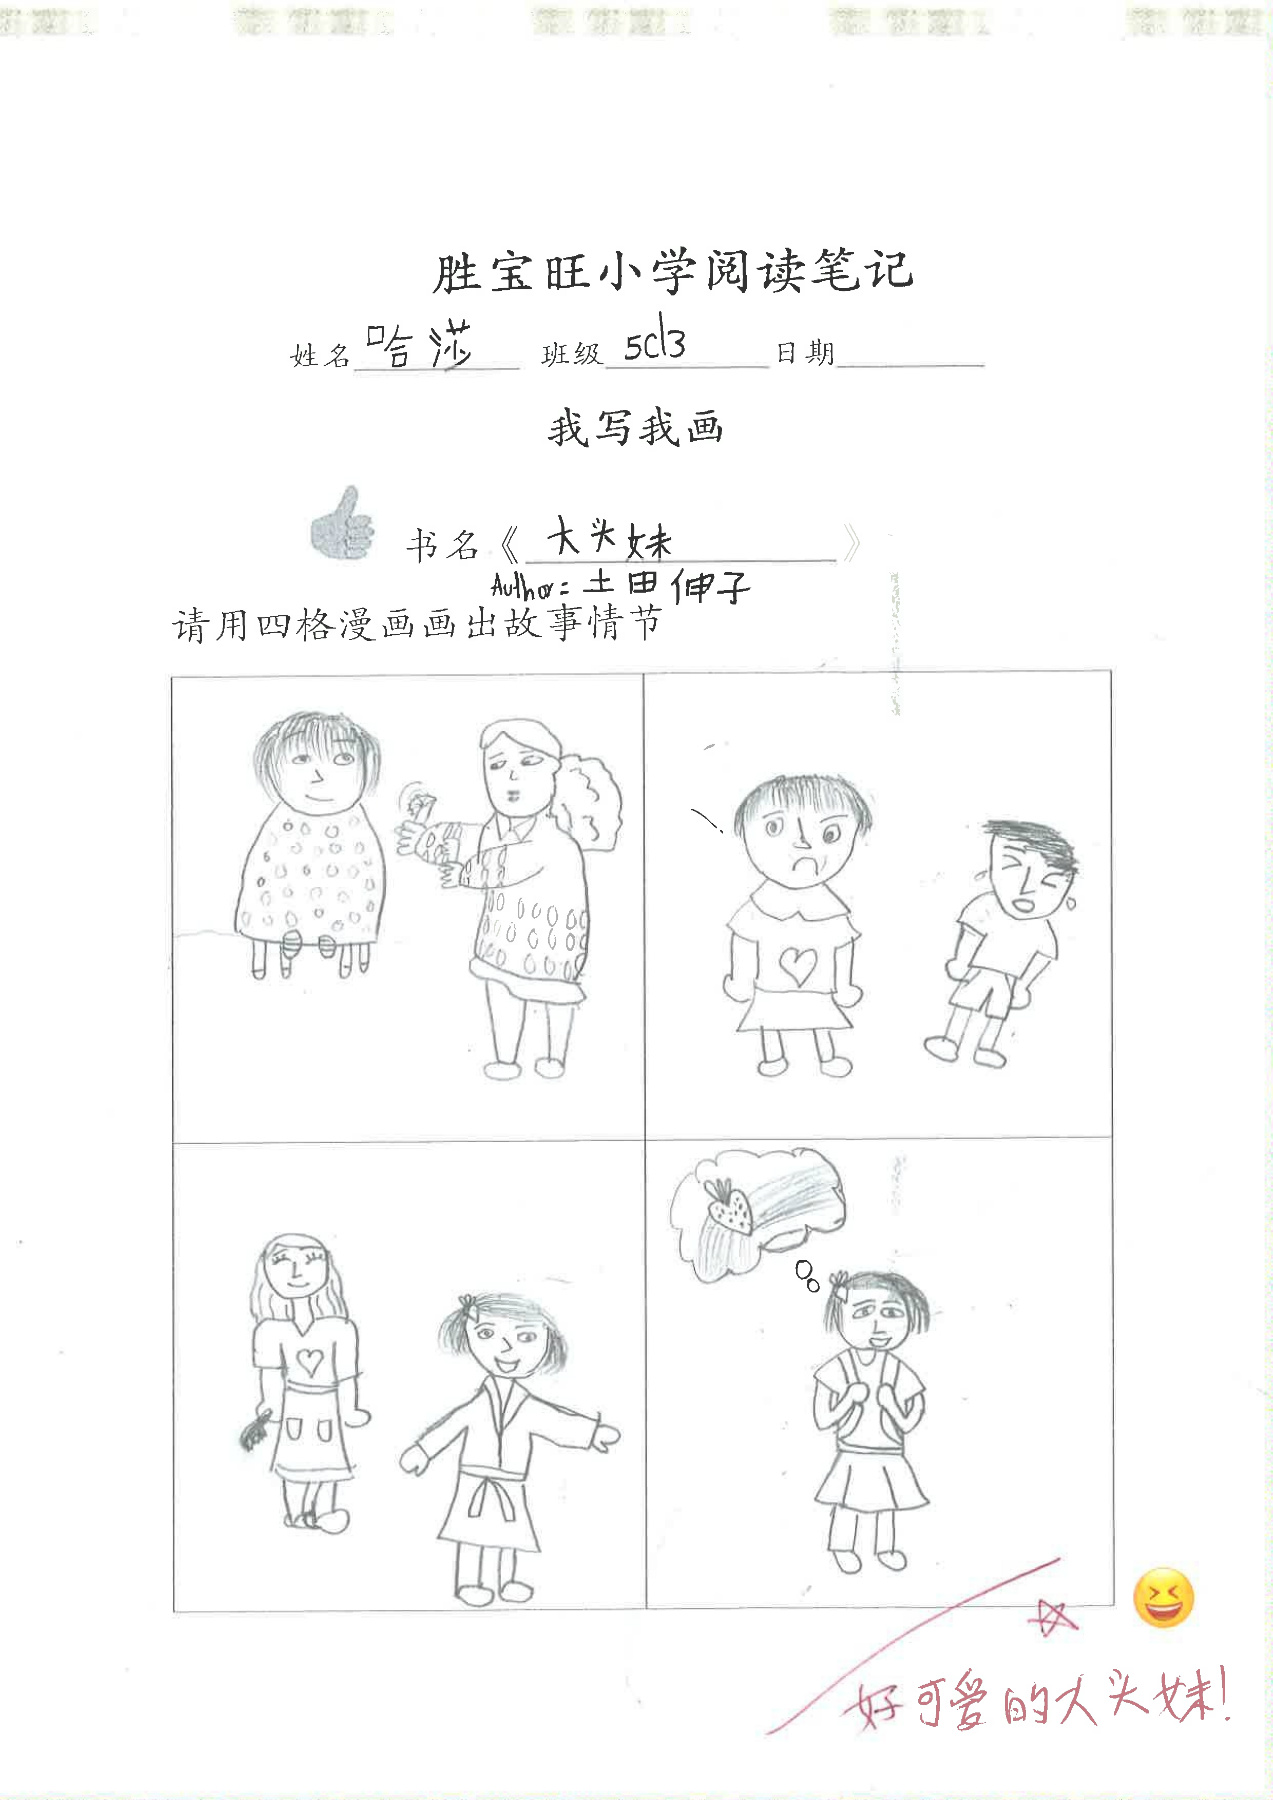 胜宝旺小学阅读笔记
姓名 哈莎 班级 5C13 日期
我写我画
书名《 大头妹 》
Author: 土田伸子
请用四格漫画画出故事情节
好可爱的大头妹!